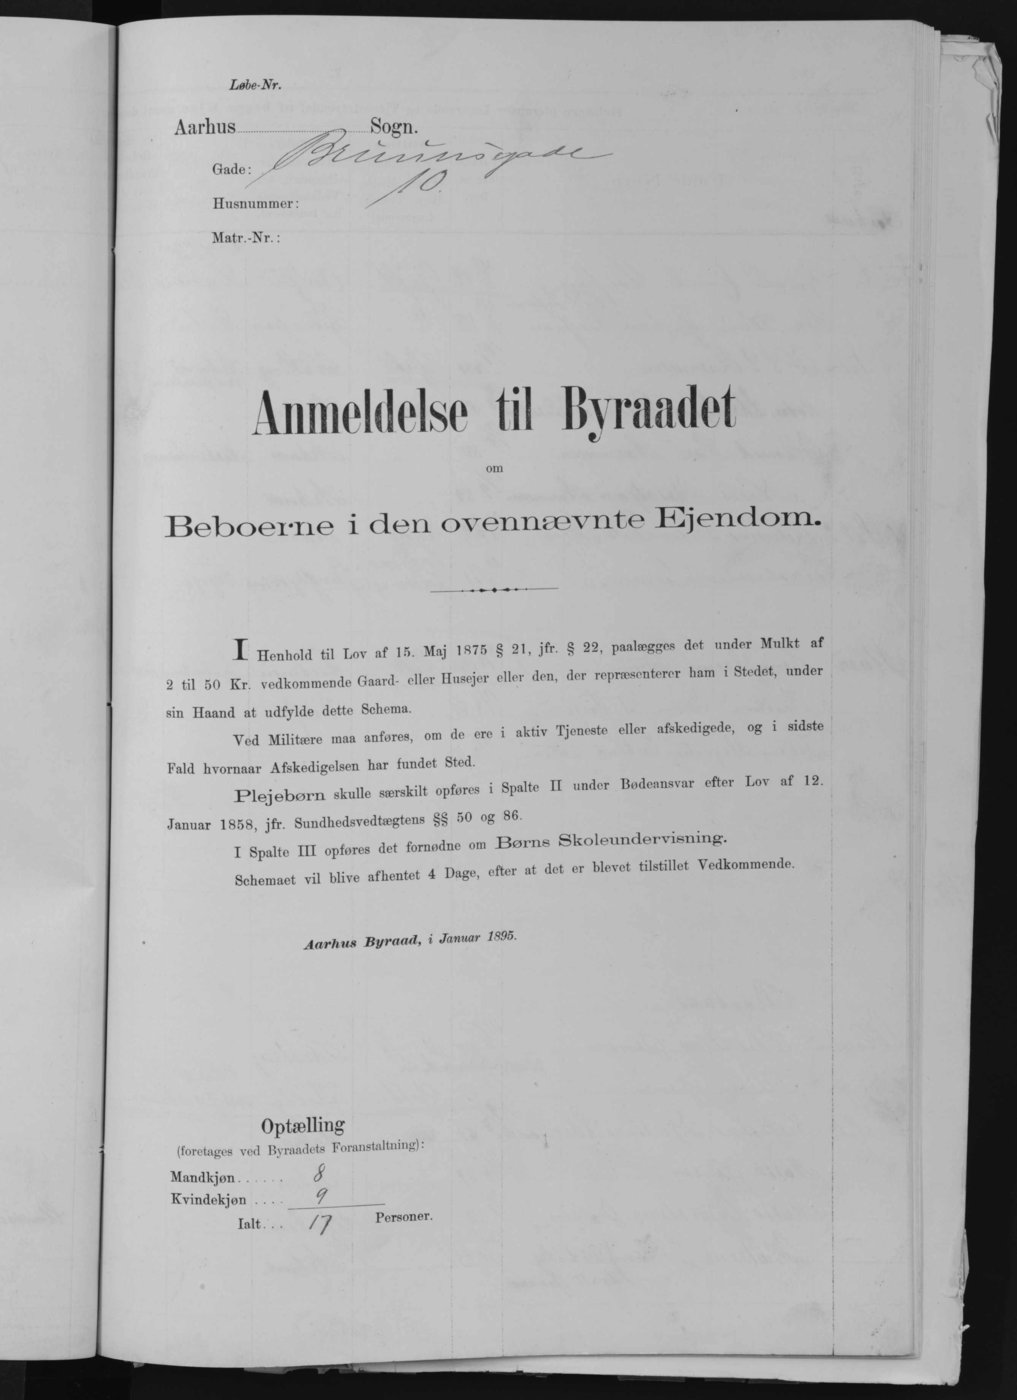 Løbe-Nr.
Aarhus Sogn.
Gade: Bruunsgade
Husnummer: 10.
Matr.-Nr.:
Anmeldelse til Byraadet
om
Beboerne i den ovennævnte Ejendom.
I Henhold til Lov af 15. Maj 1875 § 21, jfr. § 22, paalægges det under Mulkt af
2 til 50 Kr. vedkommende Gaard- eller Husejer eller den, der repræsenterer ham i Stedet, under
sin Haand at udfylde dette Schema.
Ved Militære maa anføres, om de ere i aktiv Tjeneste eller afskedigede, og i sidste
Fald hvornaar Afskedigelsen har fundet Sted.
Plejebørn skulle særskilt opføres i Spalte II under Bødeansvar efter Lov af 12.
Januar 1858, jfr. Sundhedsvedtægtens §§ 50 og 86.
I Spalte III opføres det fornødne om Børns Skoleundervisning.
Schemaet vil blive afhentet 4 Dage, efter at det er blevet tilstillet Vedkommende.
Aarhus Byraad, i Januar 1895.
Optælling
(foretages ved Byraadets Foranstaltning):
Mandkjøn...... 8
Kvindekjøn .... 9
Ialt... 17 Personer.